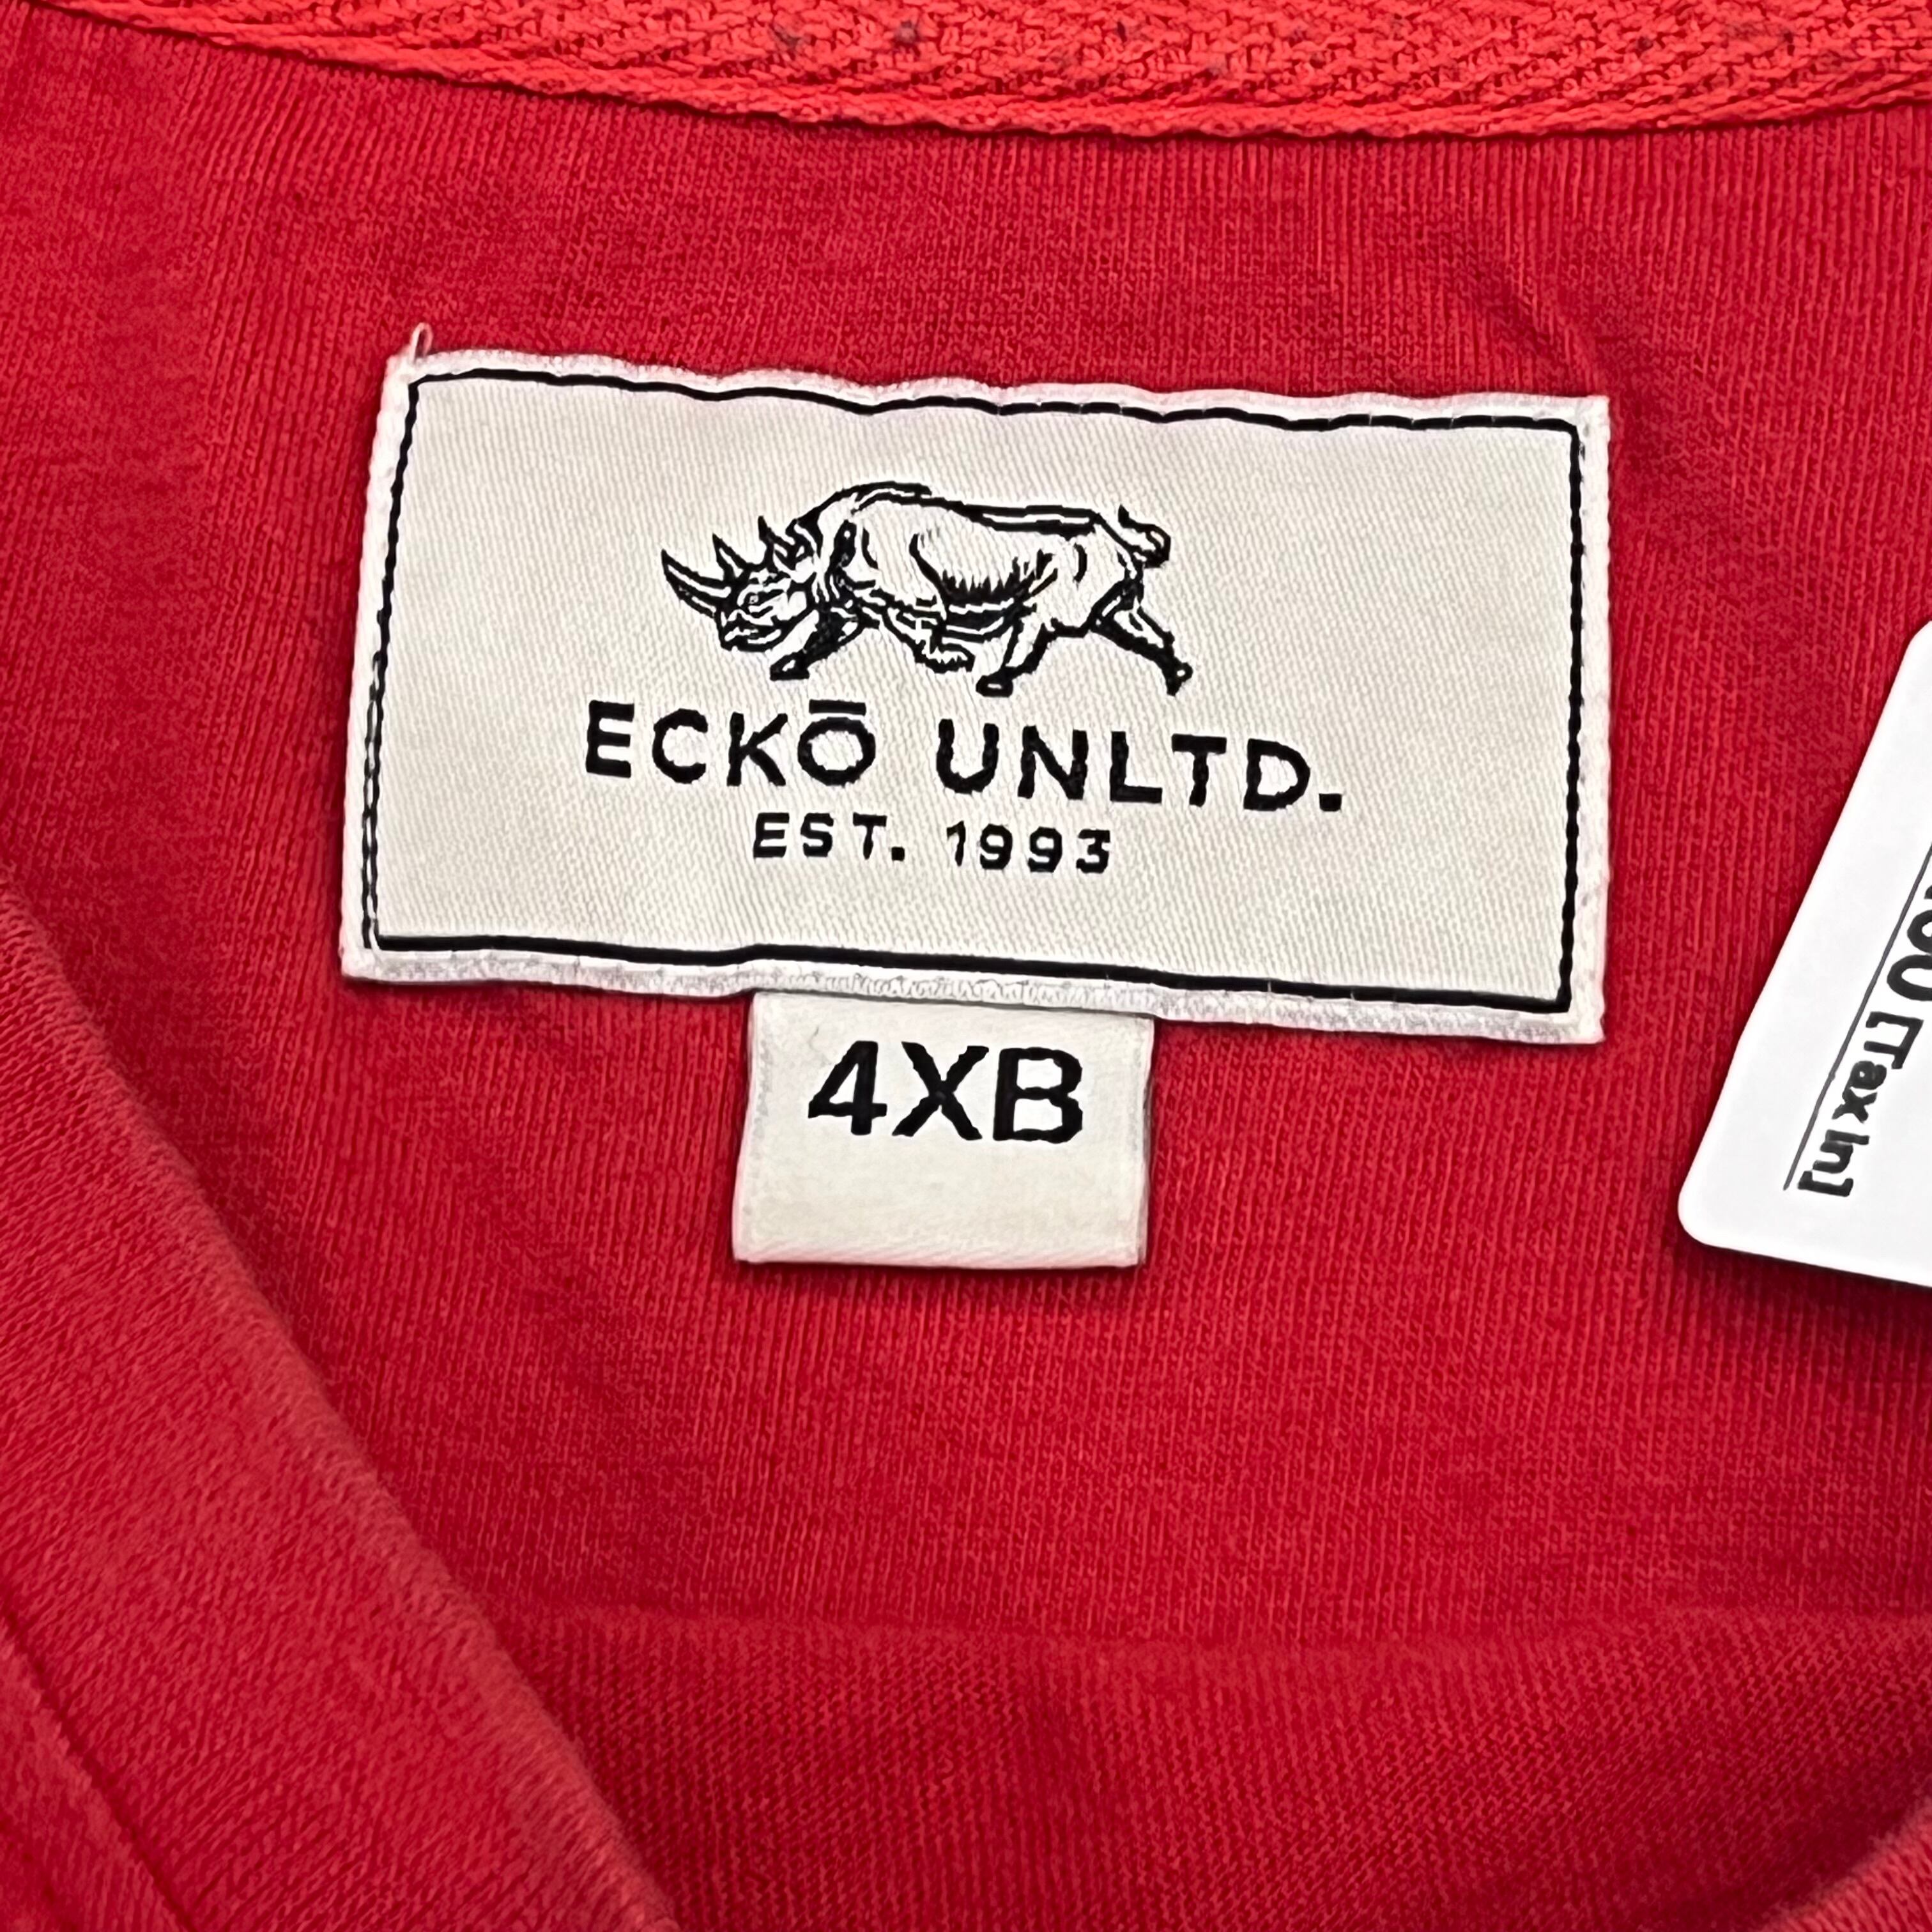 ECKŌ UNLTD.
EST. 1993
4XB
[Tax In]